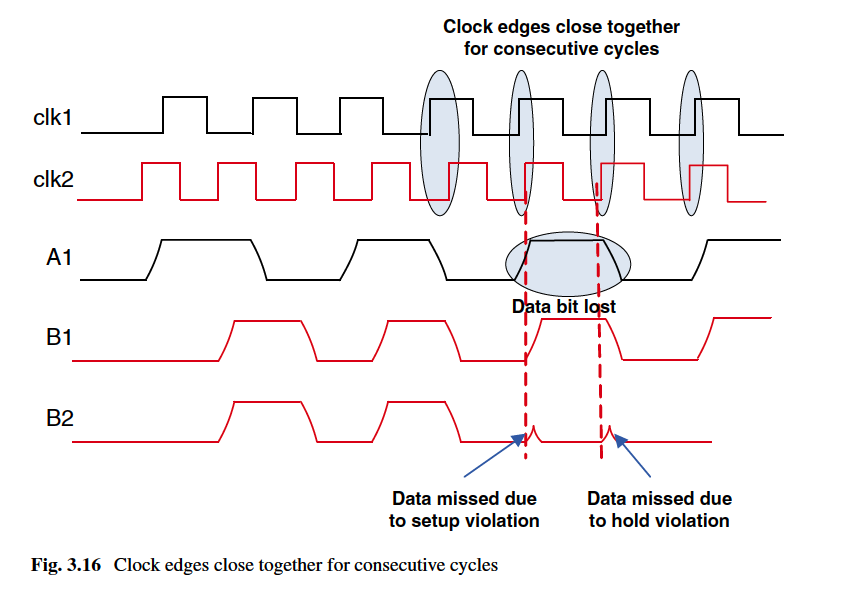 Clock edges close together
for consecutive cycles
clk1
clk2
A1
Data bit lost
B1
B2
Data missed due
to setup violation
Data missed due
to hold violation
Fig. 3.16 Clock edges close together for consecutive cycles